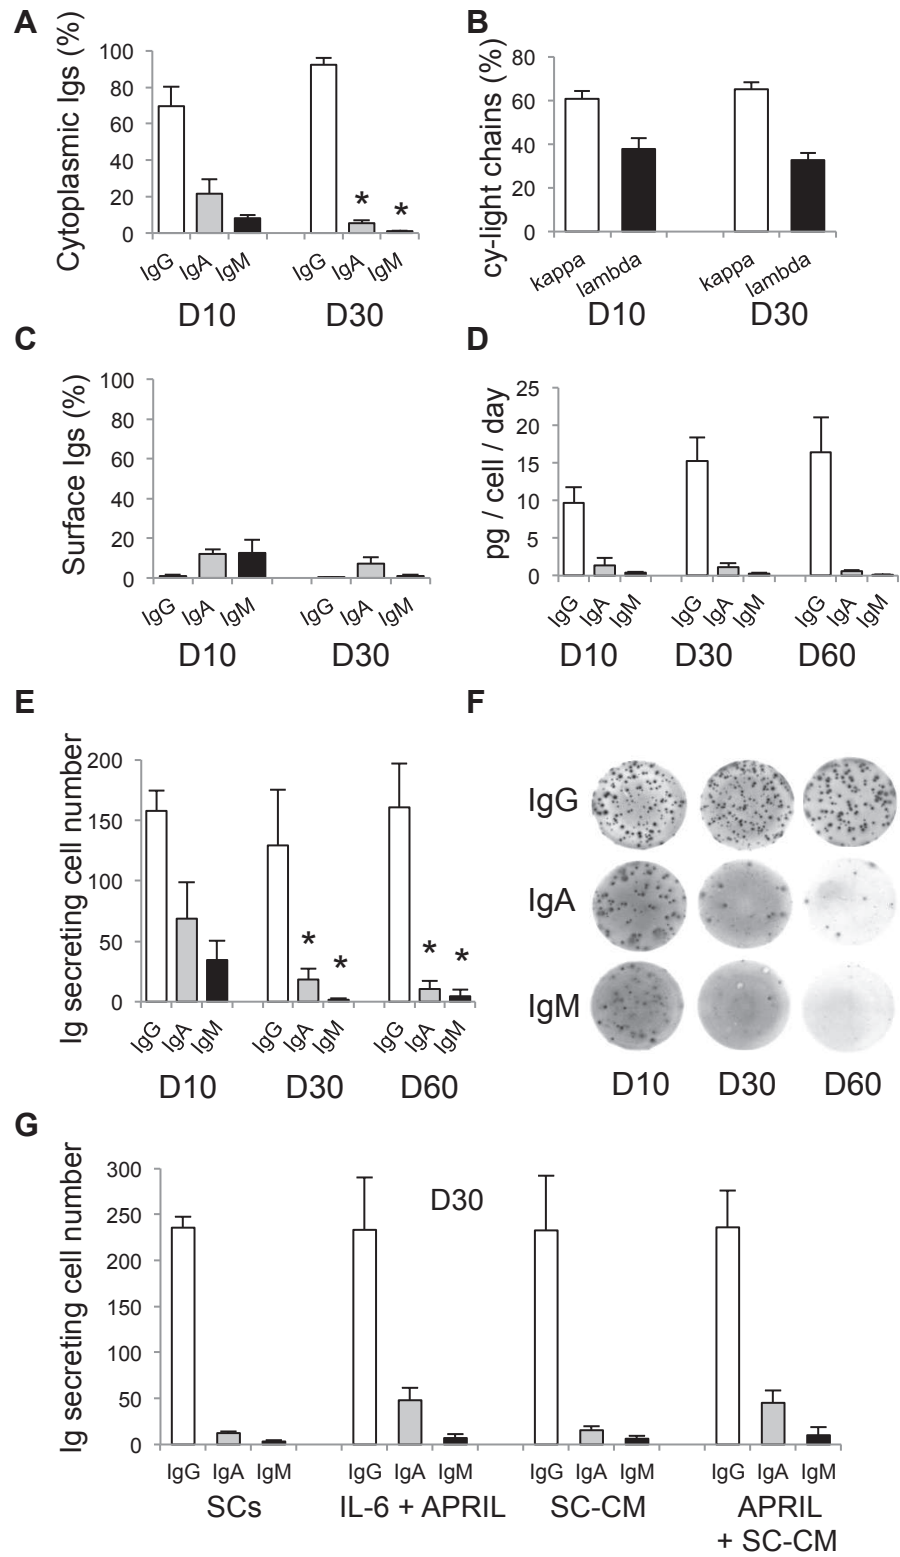 A
Cytoplasmic Igs (%)
100
80
60
40
20
0
*
*
IgG IgA IgM IgG IgA IgM
D10 D30
B
cy-light chains (%)
80
60
40
20
0
kappa lambda kappa lambda
D10 D30
C
Surface Igs (%)
100
80
60
40
20
0
IgG IgA IgM IgG IgA IgM
D10 D30
D
pg / cell / day
25
20
15
10
5
0
IgG IgA IgM IgG IgA IgM IgG IgA IgM
D10 D30 D60
E
Ig secreting cell number
200
150
100
50
0
* * * *
IgG IgA IgM IgG IgA IgM IgG IgA IgM
D10 D30 D60
F
IgG
IgA
IgM
D10 D30 D60
G
Ig secreting cell number
300
250
200
150
100
50
0
D30
IgG IgA IgM IgG IgA IgM IgG IgA IgM IgG IgA IgM
SCs IL-6 + APRIL SC-CM APRIL
+ SC-CM